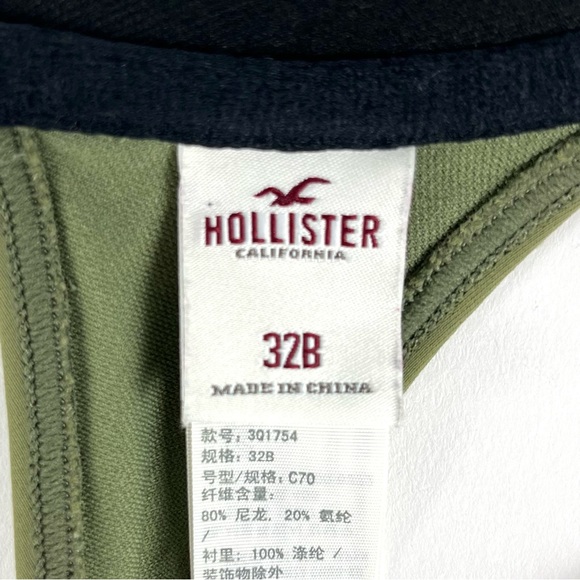 HOLLISTER
CALIFORNIA
32B
MADE IN CHINA
款号: 3Q1754
规格: 32B
号型/规格: C70
纤维含量:
80% 尼龙, 20% 氨纶
/
衬里: 100% 涤纶 /
装饰物除外